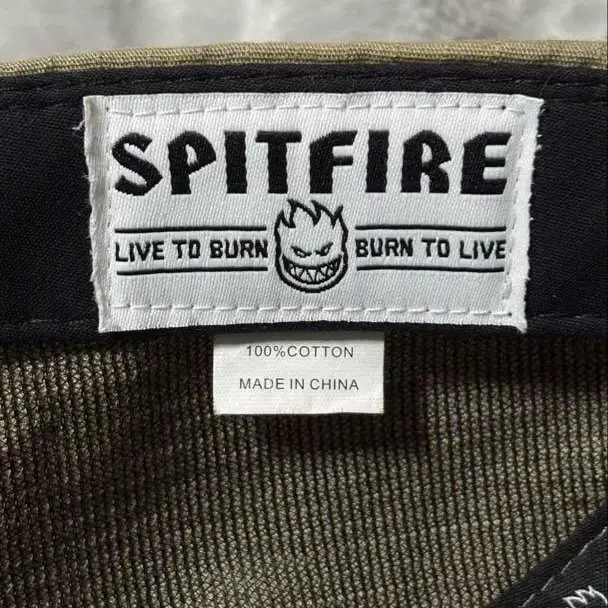 SPITFIRE
LIVE TO BURN BURN TO LIVE
100%COTTON
MADE IN CHINA